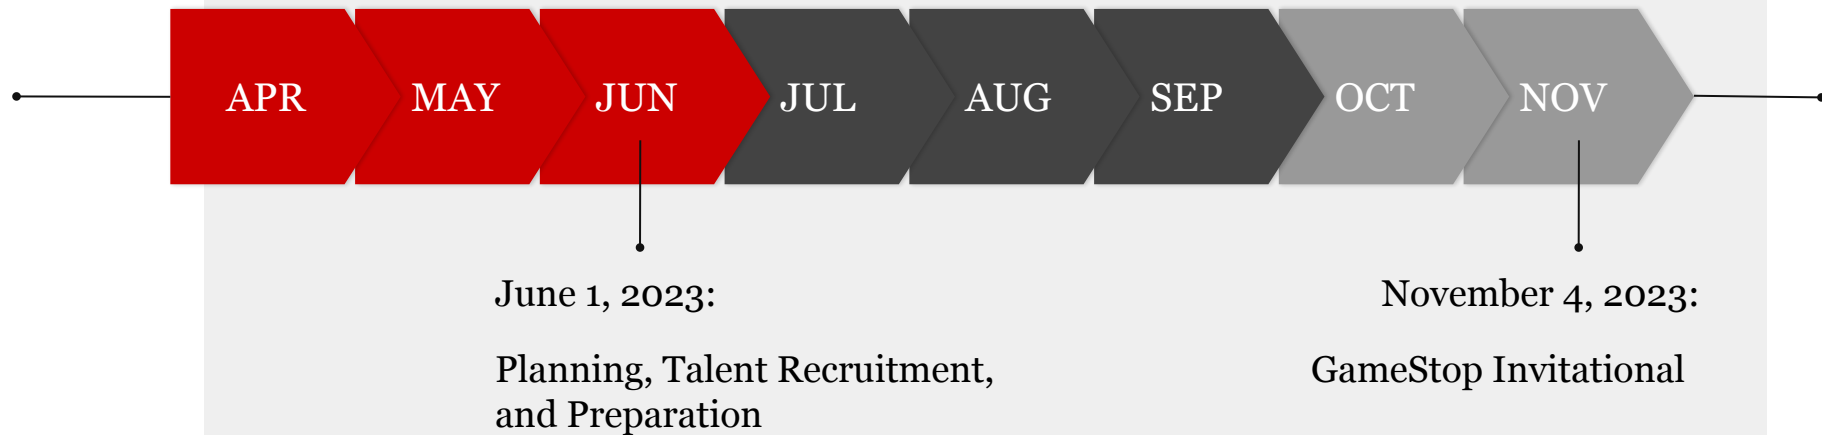 APR MAY JUN JUL AUG SEP OCT NOV
June 1, 2023:
Planning, Talent Recruitment,
and Preparation
November 4, 2023:
GameStop Invitational